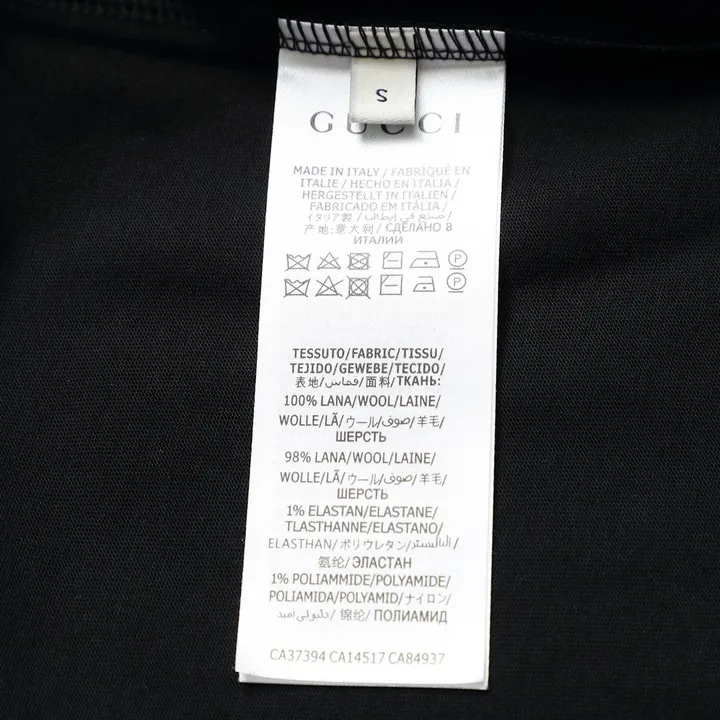 S
GUCCI
MADE IN ITALY / FABRIQUÉ EN
ITALIE / HECHO EN ITALIA /
HERGESTELLT IN ITALIEN /
FABRICADO EM ITÁLIA /
イタリア製 / صنع في إيطاليا /
产地:意大利 / СДЕЛАНО В
ИТАЛИИ
P
P
TESSUTO/FABRIC/TISSU/
TEJIDO/GEWEBE/TECIDO/
表地/قماش/面料/ТКАНЬ:
100% LANA/WOOL/LAINE/
WOLLE/LÃ/ウール/صوف/羊毛/
ШЕРСТЬ
98% LANA/WOOL/LAINE/
WOLLE/LÃ/ウール/صوف/羊毛/
ШЕРСТЬ
1% ELASTAN/ELASTANE/
TLASTHANNE/ELASTANO/
ELASTHAN/ポリウレタン/
氨纶/ЭЛАСТАН
1% POLIAMMIDE/POLYAMIDE/
POLIAMIDA/POLYAMID/ナイロン/
/锦纶/ ПОЛИАМИД
CA37394 CA14517 CA84937